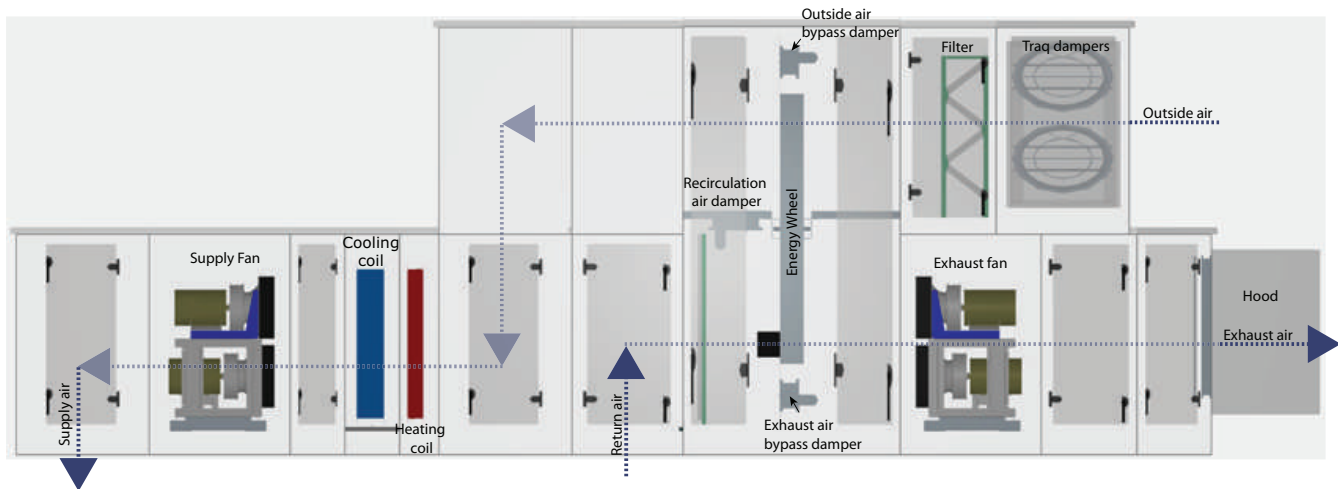 Outside air
bypass damper
Filter
Traq dampers
Outside air
Recirculation
air damper
Energy Wheel
Supply Fan
Cooling
coil
Exhaust fan
Hood
Exhaust air
Supply air
Heating
coil
Return air
Exhaust air
bypass damper